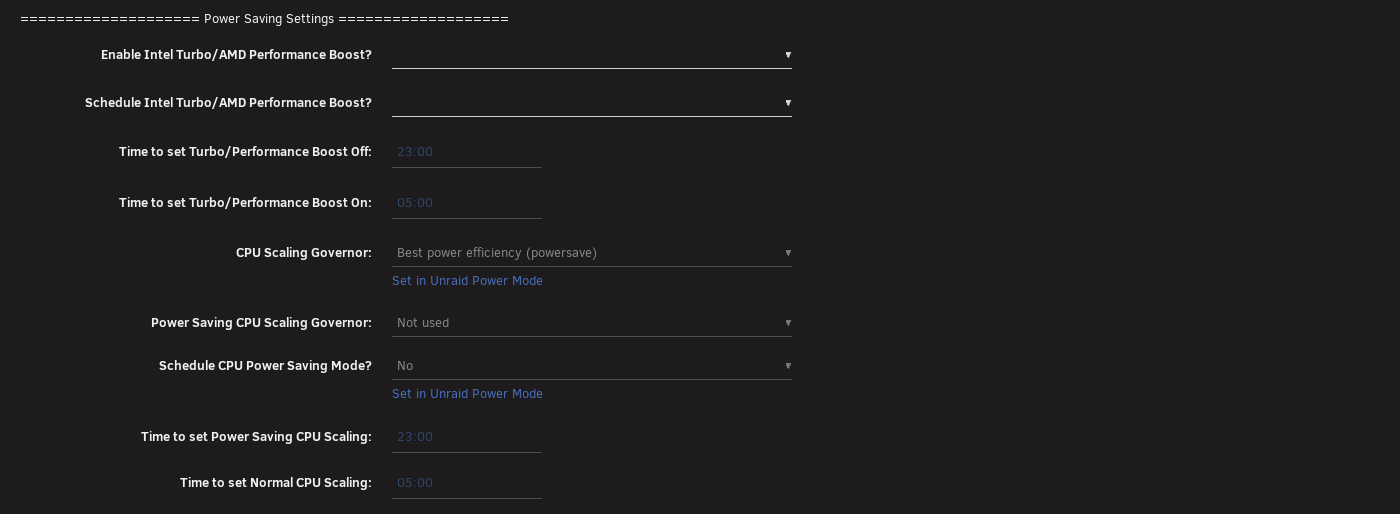 ==================== Power Saving Settings ===================
Enable Intel Turbo/AMD Performance Boost?
Schedule Intel Turbo/AMD Performance Boost?
Time to set Turbo/Performance Boost Off: 23:00
Time to set Turbo/Performance Boost On: 05:00
CPU Scaling Governor: Best power efficiency (powersave)
Set in Unraid Power Mode
Power Saving CPU Scaling Governor: Not used
Schedule CPU Power Saving Mode? No
Set in Unraid Power Mode
Time to set Power Saving CPU Scaling: 23:00
Time to set Normal CPU Scaling: 05:00